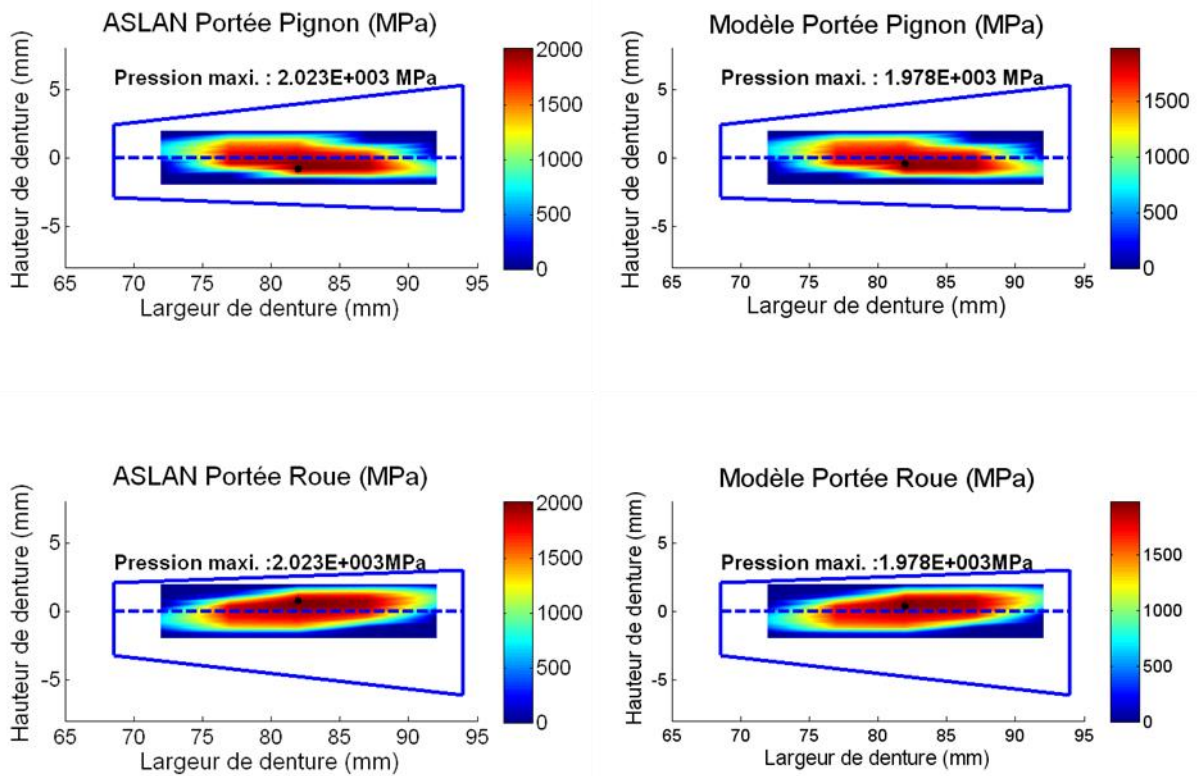 ASLAN Portée Pignon (MPa)
Pression maxi. : 2.023E+003 MPa
Hauteur de denture (mm)
5
0
-5
65 70 75 80 85 90 95
Largeur de denture (mm)
2000
1500
1000
500
0
Modèle Portée Pignon (MPa)
Pression maxi. : 1.978E+003 MPa
Hauteur de denture (mm)
5
0
-5
65 70 75 80 85 90 95
Largeur de denture (mm)
1500
1000
500
0
ASLAN Portée Roue (MPa)
Pression maxi. :2.023E+003MPa
Hauteur de denture (mm)
5
0
-5
65 70 75 80 85 90 95
Largeur de denture (mm)
2000
1500
1000
500
0
Modèle Portée Roue (MPa)
Pression maxi. :1.978E+003MPa
Hauteur de denture (mm)
5
0
-5
65 70 75 80 85 90 95
Largeur de denture (mm)
1500
1000
500
0